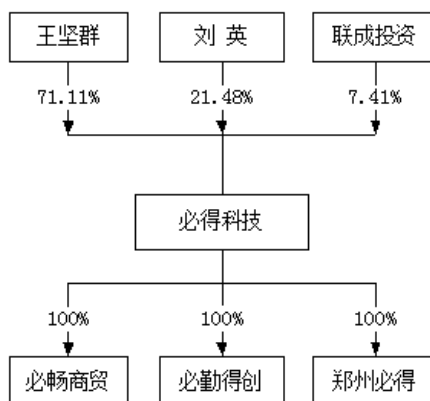 王坚群 刘 英 联成投资
71.11% 21.48% 7.41%
必得科技
100% 100% 100%
必畅商贸 必勤得创 郑州必得